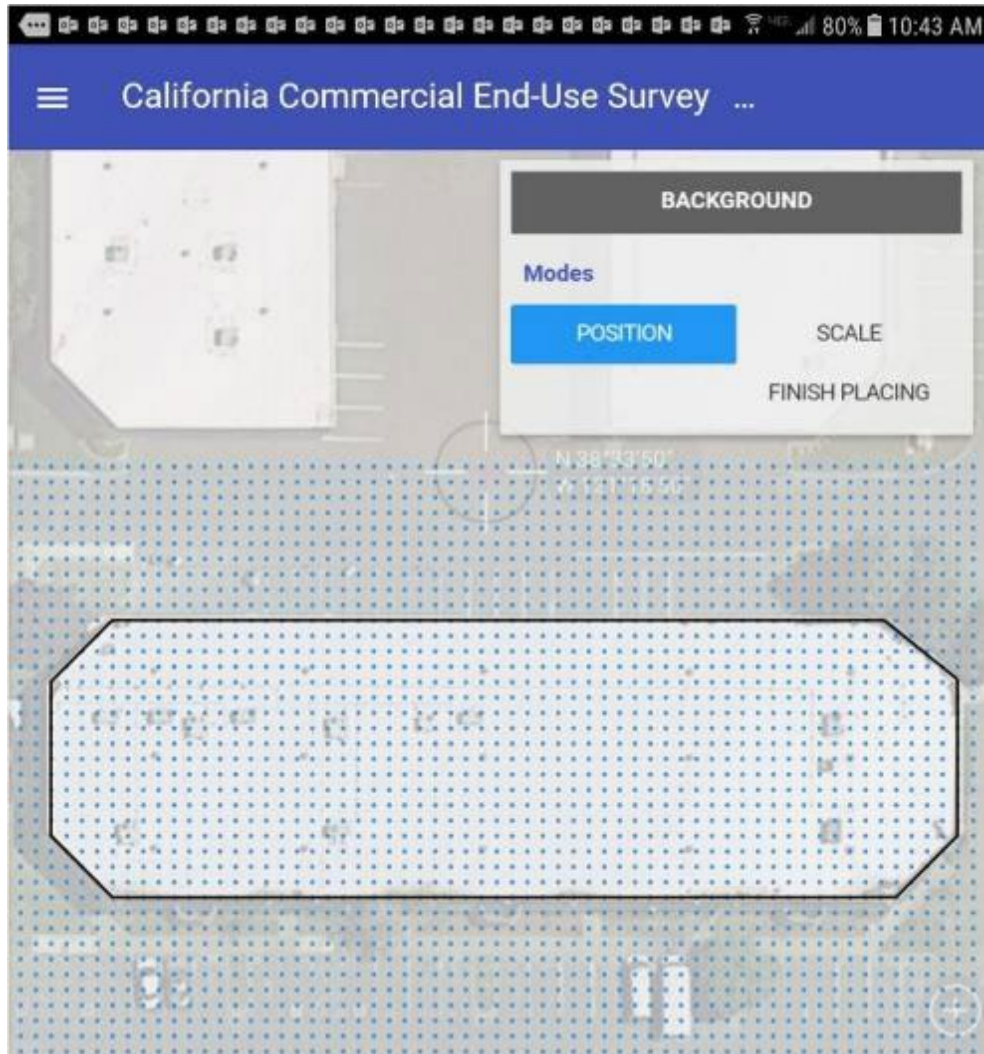 80% 10:43 AM
California Commercial End-Use Survey ...
BACKGROUND
Modes
POSITION SCALE
FINISH PLACING
N 38°33'50"